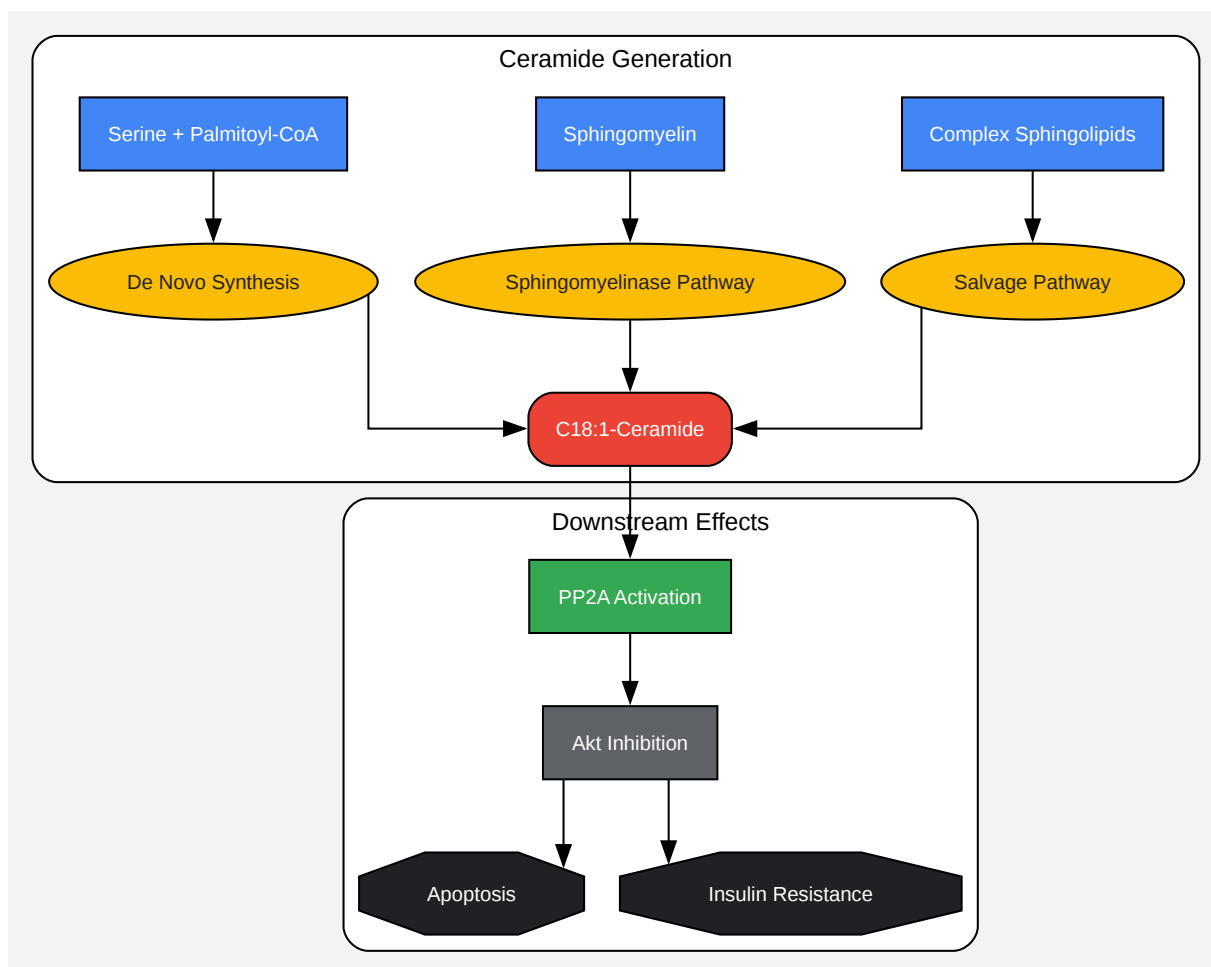 Ceramide Generation
Serine + Palmitoyl-CoA
Sphingomyelin
Complex Sphingolipids
De Novo Synthesis
Sphingomyelinase Pathway
Salvage Pathway
C18:1-Ceramide
Downstream Effects
PP2A Activation
Akt Inhibition
Apoptosis
Insulin Resistance